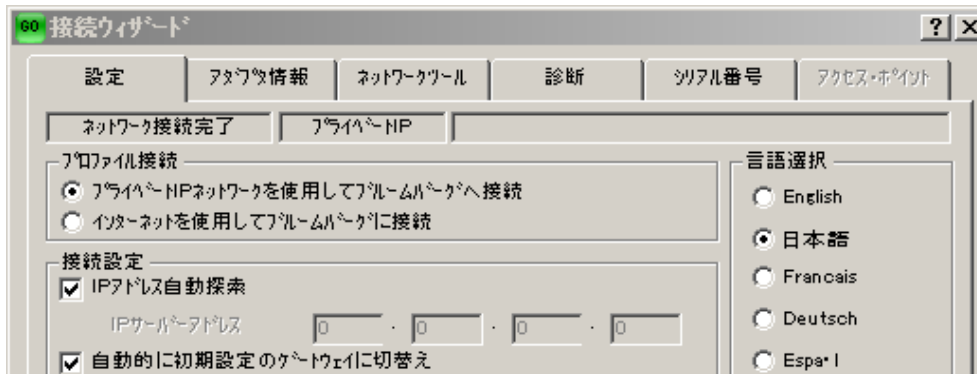 GO 接続ウィザード ? X
設定 アダプタ情報 ネットワークツール 診断 シリアル番号 アクセス・ポイント
ネットワーク接続完了 プライベートIP
プロファイル接続
プライベートIPネットワークを使用してブルームバーグへ接続
インターネットを使用してブルームバーグに接続
接続設定
IPアドレス自動探索
IPサーバーアドレス 0 . 0 . 0 . 0
自動的に初期設定のゲートウェイに切替え
言語選択
English
日本語
Francais
Deutsch
Espa・l